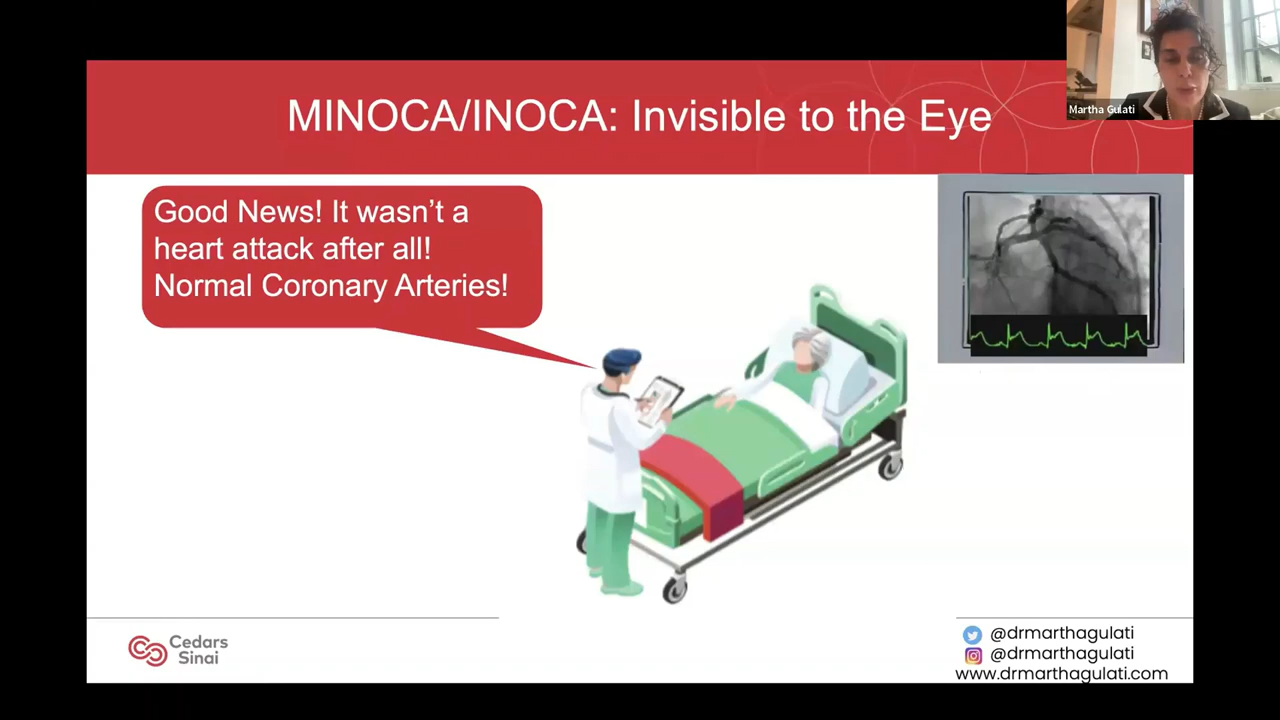 Martha Gulati
MINOCA/INOCA: Invisible to the Eye
Good News! It wasn’t a
heart attack after all!
Normal Coronary Arteries!
Cedars
Sinai
@drmarthagulati
@drmarthagulati
www.drmarthagulati.com